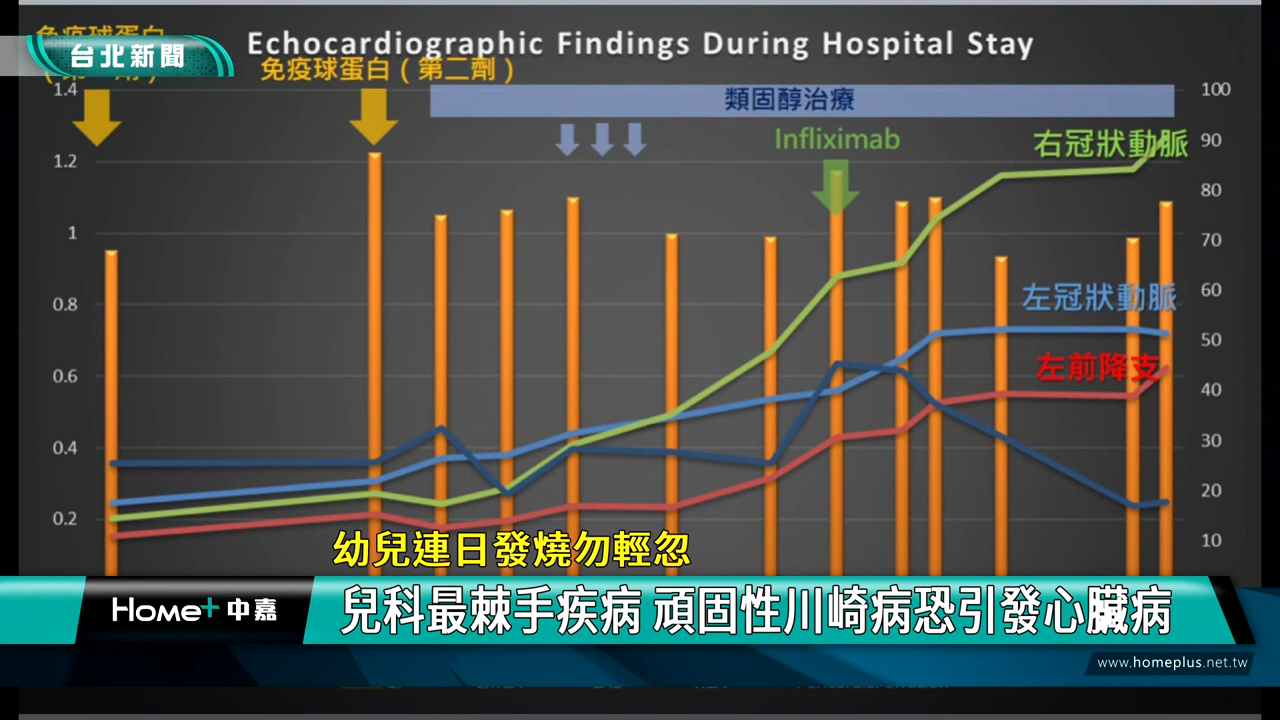 Echocardiographic Findings During Hospital Stay
台北新聞
免疫球蛋白
免疫球蛋白（第二劑）
類固醇治療
Infliximab
右冠狀動脈
左冠狀動脈
左前降支
1.4
1.2
1
0.8
0.6
0.4
0.2
100
90
80
70
60
50
40
30
20
10
幼兒連日發燒勿輕忽
Home+ 中嘉
兒科最棘手疾病 頑固性川崎病恐引發心臟病
www.homeplus.net.tw